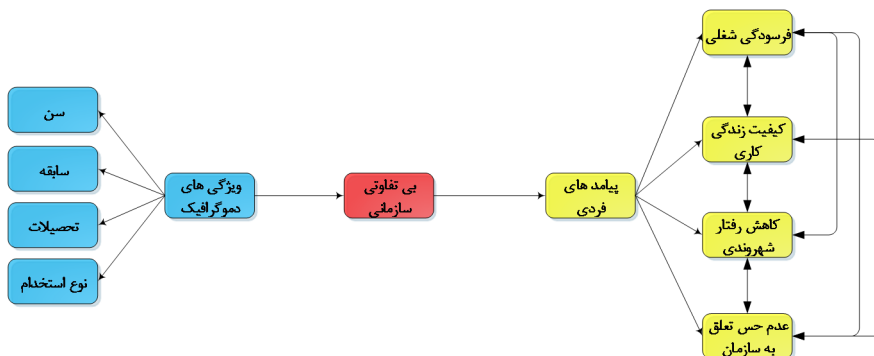 فرسودگی شغلی
کیفیت زندگی
کاری
کاهش رفتار
شهروندی
عدم حس تعلق
به سازمان
پیامد های
فردی
بی تفاوتی
سازمانی
ویژگی های
دموگرافیک
سن
سابقه
تحصیلات
نوع استخدام